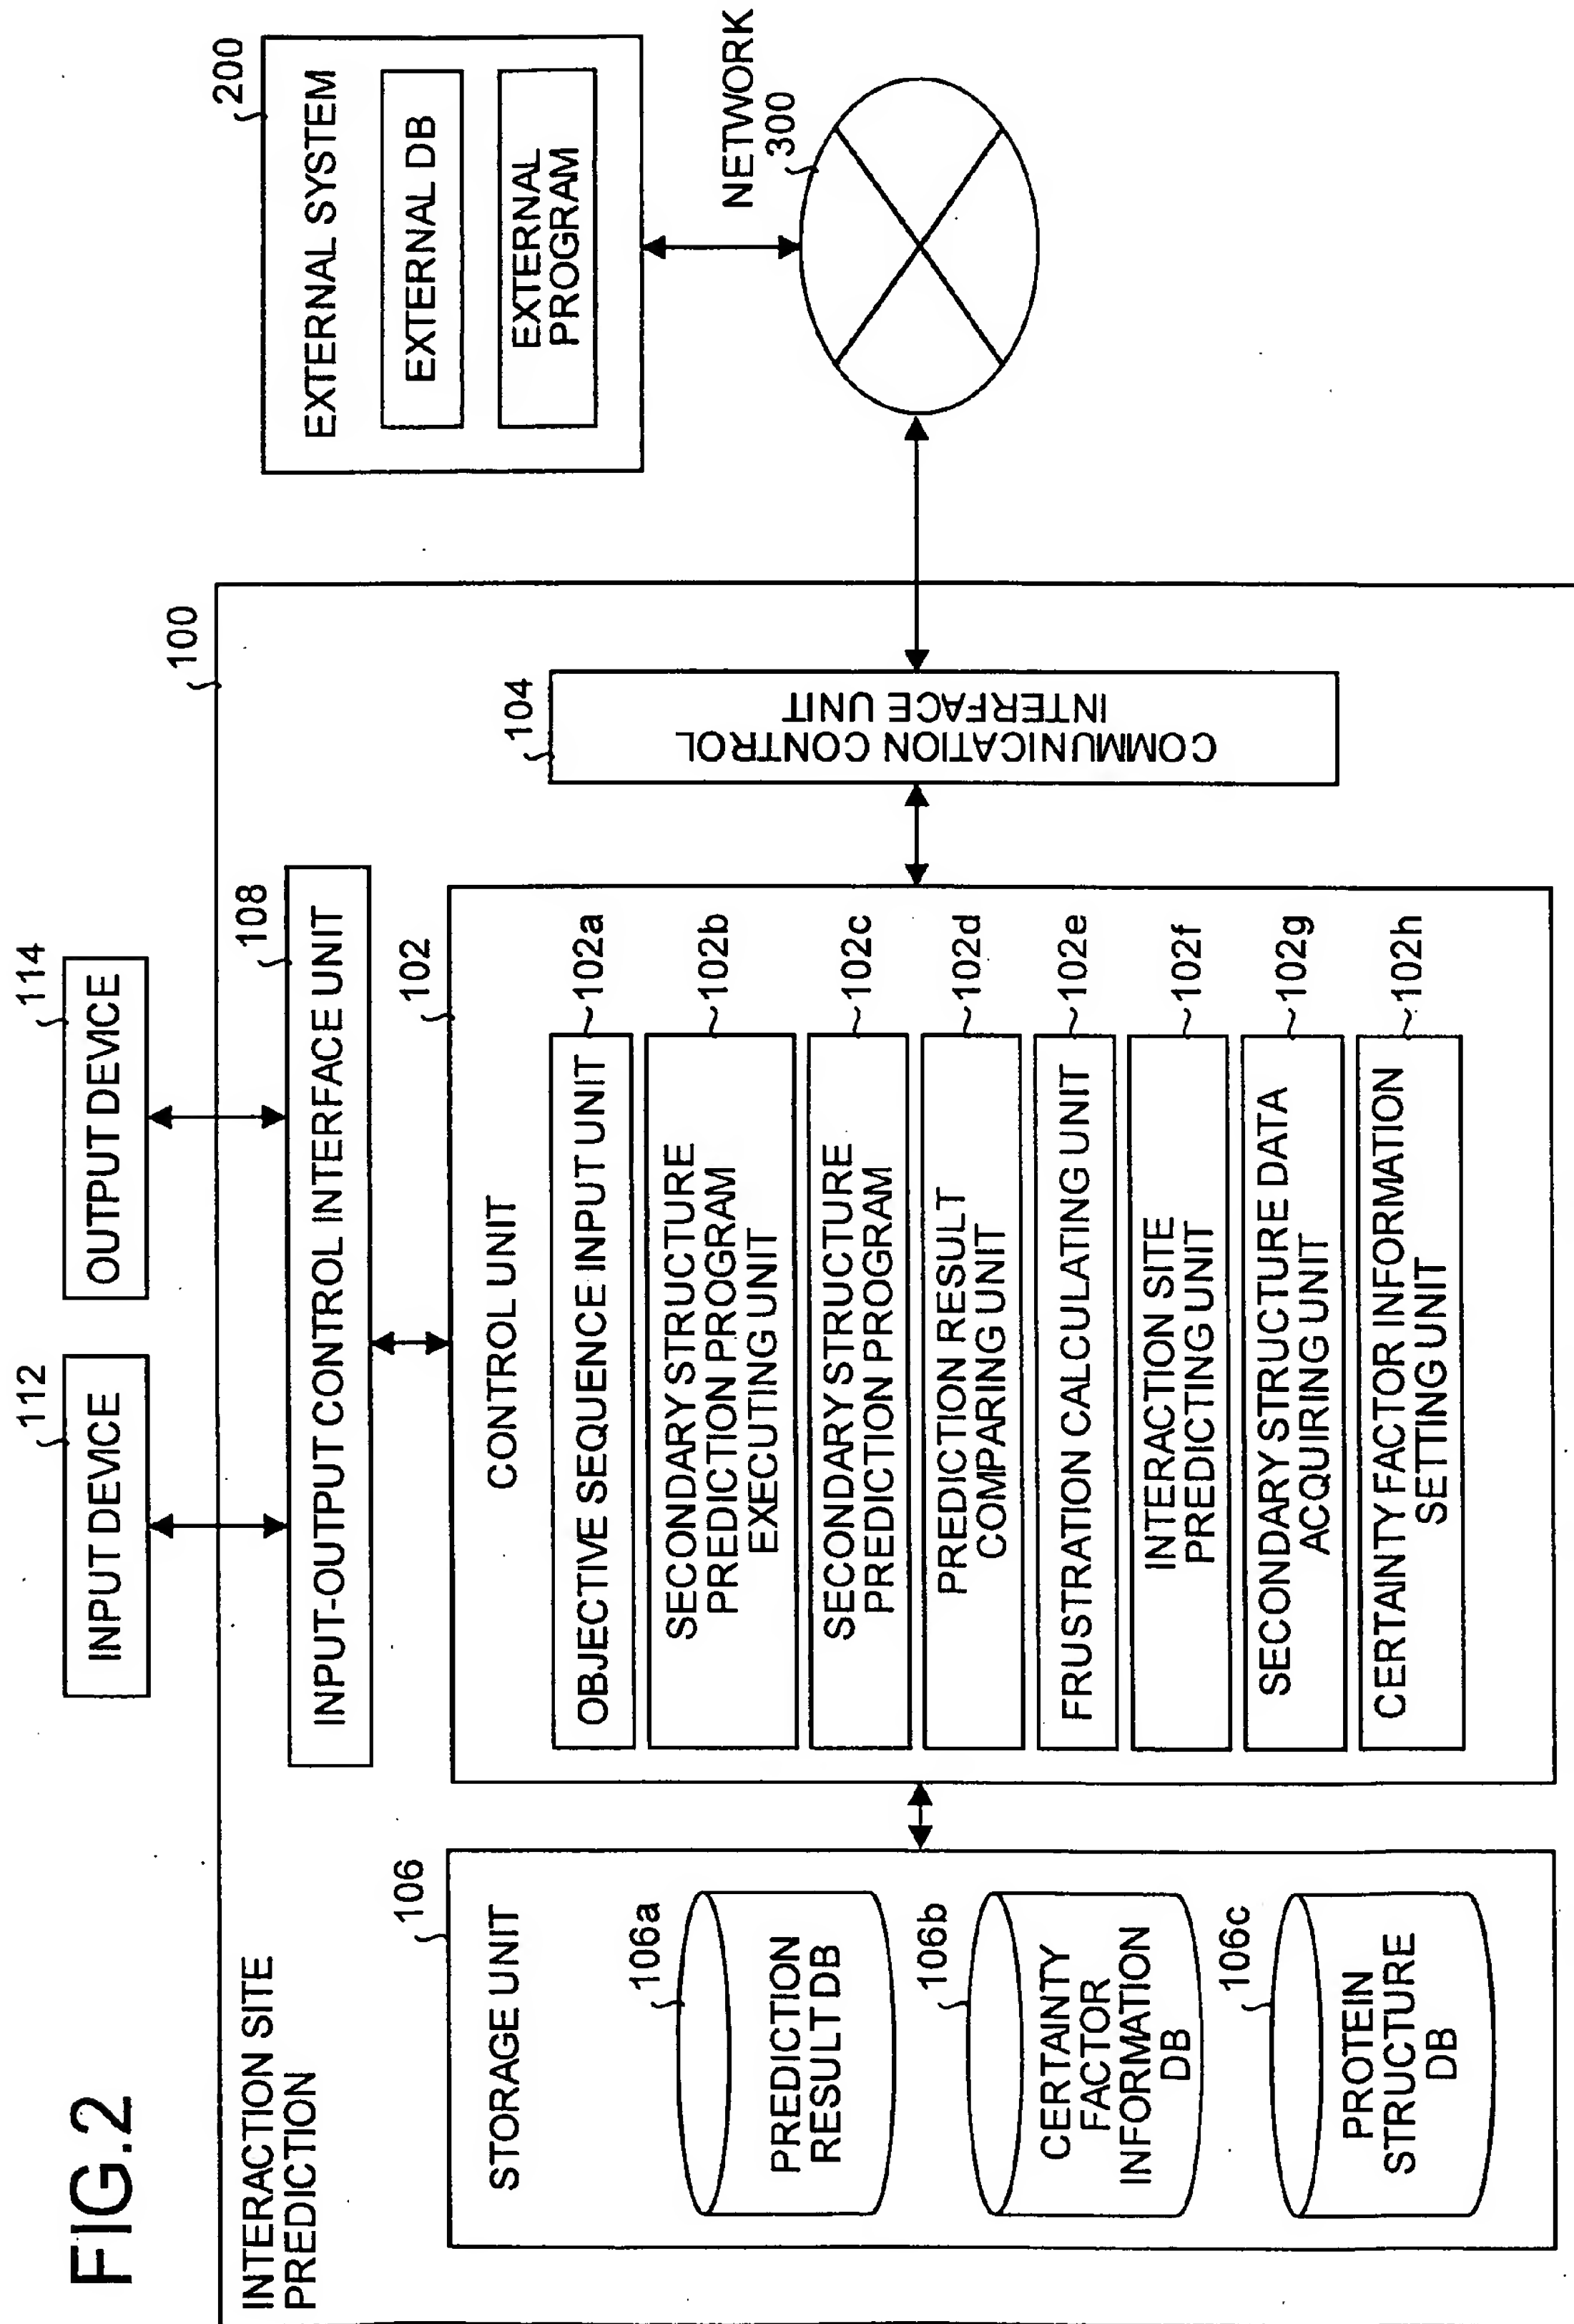 FIG.2
INTERACTION SITE
PREDICTION
100
112
INPUT DEVICE
114
OUTPUT DEVICE
108
INPUT-OUTPUT CONTROL INTERFACE UNIT
106
STORAGE UNIT
106a
PREDICTION
RESULT DB
106b
CERTAINTY
FACTOR
INFORMATION
DB
106c
PROTEIN
STRUCTURE
DB
102
CONTROL UNIT
OBJECTIVE SEQUENCE INPUT UNIT
102a
SECONDARY STRUCTURE
PREDICTION PROGRAM
EXECUTING UNIT
102b
SECONDARY STRUCTURE
PREDICTION PROGRAM
102c
PREDICTION RESULT
COMPARING UNIT
102d
FRUSTRATION CALCULATING UNIT
102e
INTERACTION SITE
PREDICTING UNIT
102f
SECONDARY STRUCTURE DATA
ACQUIRING UNIT
102g
CERTAINTY FACTOR INFORMATION
SETTING UNIT
102h
104
COMMUNICATION CONTROL
INTERFACE UNIT
200
EXTERNAL SYSTEM
EXTERNAL DB
EXTERNAL
PROGRAM
NETWORK
300